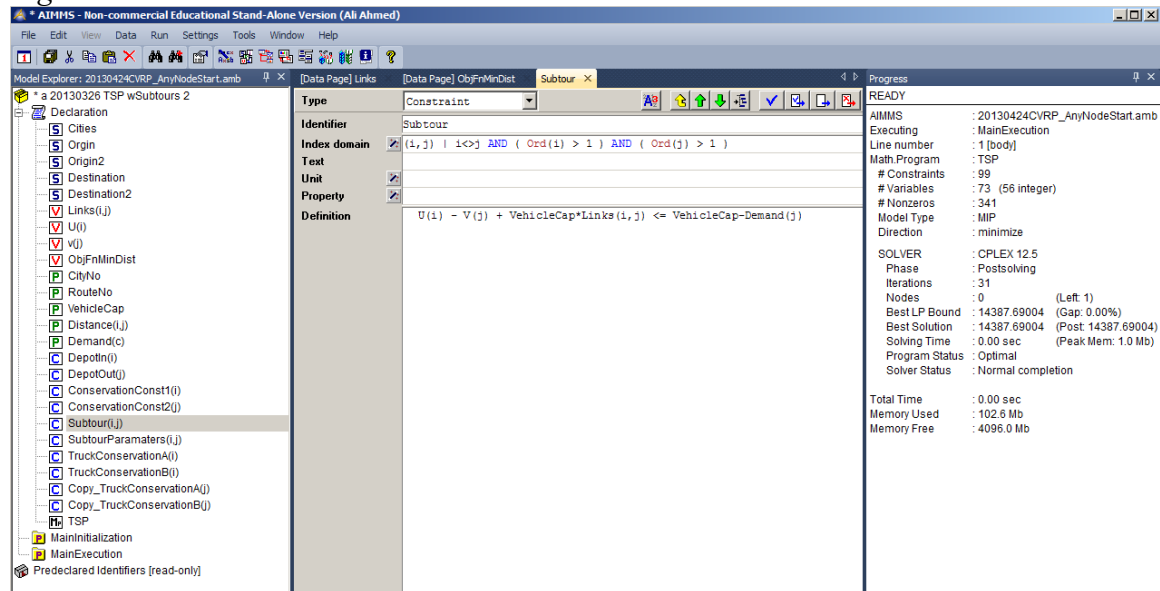 * AIMMS - Non-commercial Educational Stand-Alone Version (Ali Ahmed)
File Edit View Data Run Settings Tools Window Help
Model Explorer: 20130424CVRP_AnyNodeStart.amb
* a 20130326 TSP wSubtours 2
Declaration
S Cities
S Orgin
S Origin2
S Destination
S Destination2
V Links(i,j)
V U(i)
V v(j)
V ObjFnMinDist
P CityNo
P RouteNo
P VehicleCap
P Distance(i,j)
P Demand(c)
C DepotIn(i)
C DepotOut(j)
C ConservationConst1(i)
C ConservationConst2(j)
C Subtour(i,j)
C SubtourParamaters(i,j)
C TruckConservationA(i)
C TruckConservationB(i)
C Copy_TruckConservationA(j)
C Copy_TruckConservationB(j)
MP TSP
P MainInitialization
P MainExecution
Predeclared Identifiers [read-only]
[Data Page] Links [Data Page] ObjFnMinDist Subtour
Type Constraint
Identifier Subtour
Index domain (i,j) | i<>j AND ( Ord(i) > 1 ) AND ( Ord(j) > 1 )
Text
Unit
Property
Definition U(i) - V(j) + VehicleCap*Links(i,j) <= VehicleCap-Demand(j)
Progress
READY
AIMMS : 20130424CVRP_AnyNodeStart.amb
Executing : MainExecution
Line number : 1 [body]
Math.Program : TSP
# Constraints : 99
# Variables : 73 (56 integer)
# Nonzeros : 341
Model Type : MIP
Direction : minimize
SOLVER : CPLEX 12.5
Phase : Postsolving
Iterations : 31
Nodes : 0 (Left: 1)
Best LP Bound : 14387.69004 (Gap: 0.00%)
Best Solution : 14387.69004 (Post: 14387.69004)
Solving Time : 0.00 sec (Peak Mem: 1.0 Mb)
Program Status : Optimal
Solver Status : Normal completion
Total Time : 0.00 sec
Memory Used : 102.6 Mb
Memory Free : 4096.0 Mb